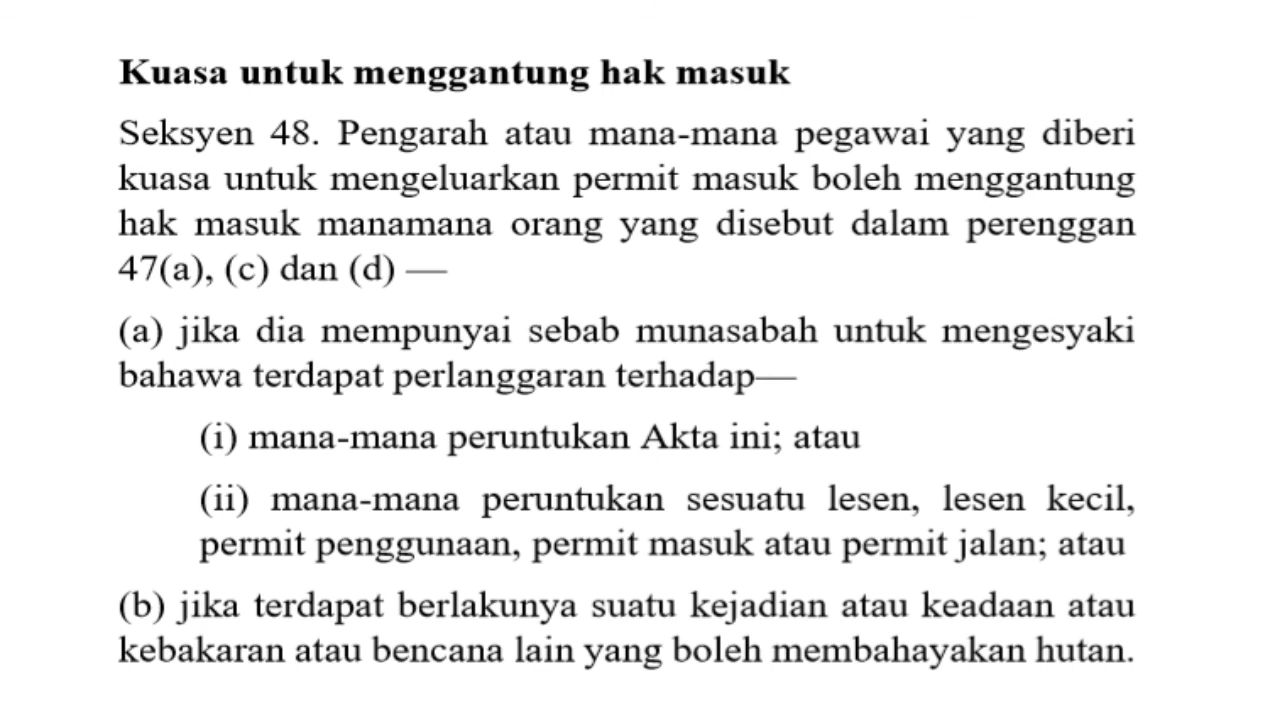 Kuasa untuk menggantung hak masuk
Seksyen 48. Pengarah atau mana-mana pegawai yang diberi
kuasa untuk mengeluarkan permit masuk boleh menggantung
hak masuk manamana orang yang disebut dalam perenggan
47(a), (c) dan (d) —
(a) jika dia mempunyai sebab munasabah untuk mengesyaki
bahawa terdapat perlanggaran terhadap—
(i) mana-mana peruntukan Akta ini; atau
(ii) mana-mana peruntukan sesuatu lesen, lesen kecil,
permit penggunaan, permit masuk atau permit jalan; atau
(b) jika terdapat berlakunya suatu kejadian atau keadaan atau
kebakaran atau bencana lain yang boleh membahayakan hutan.